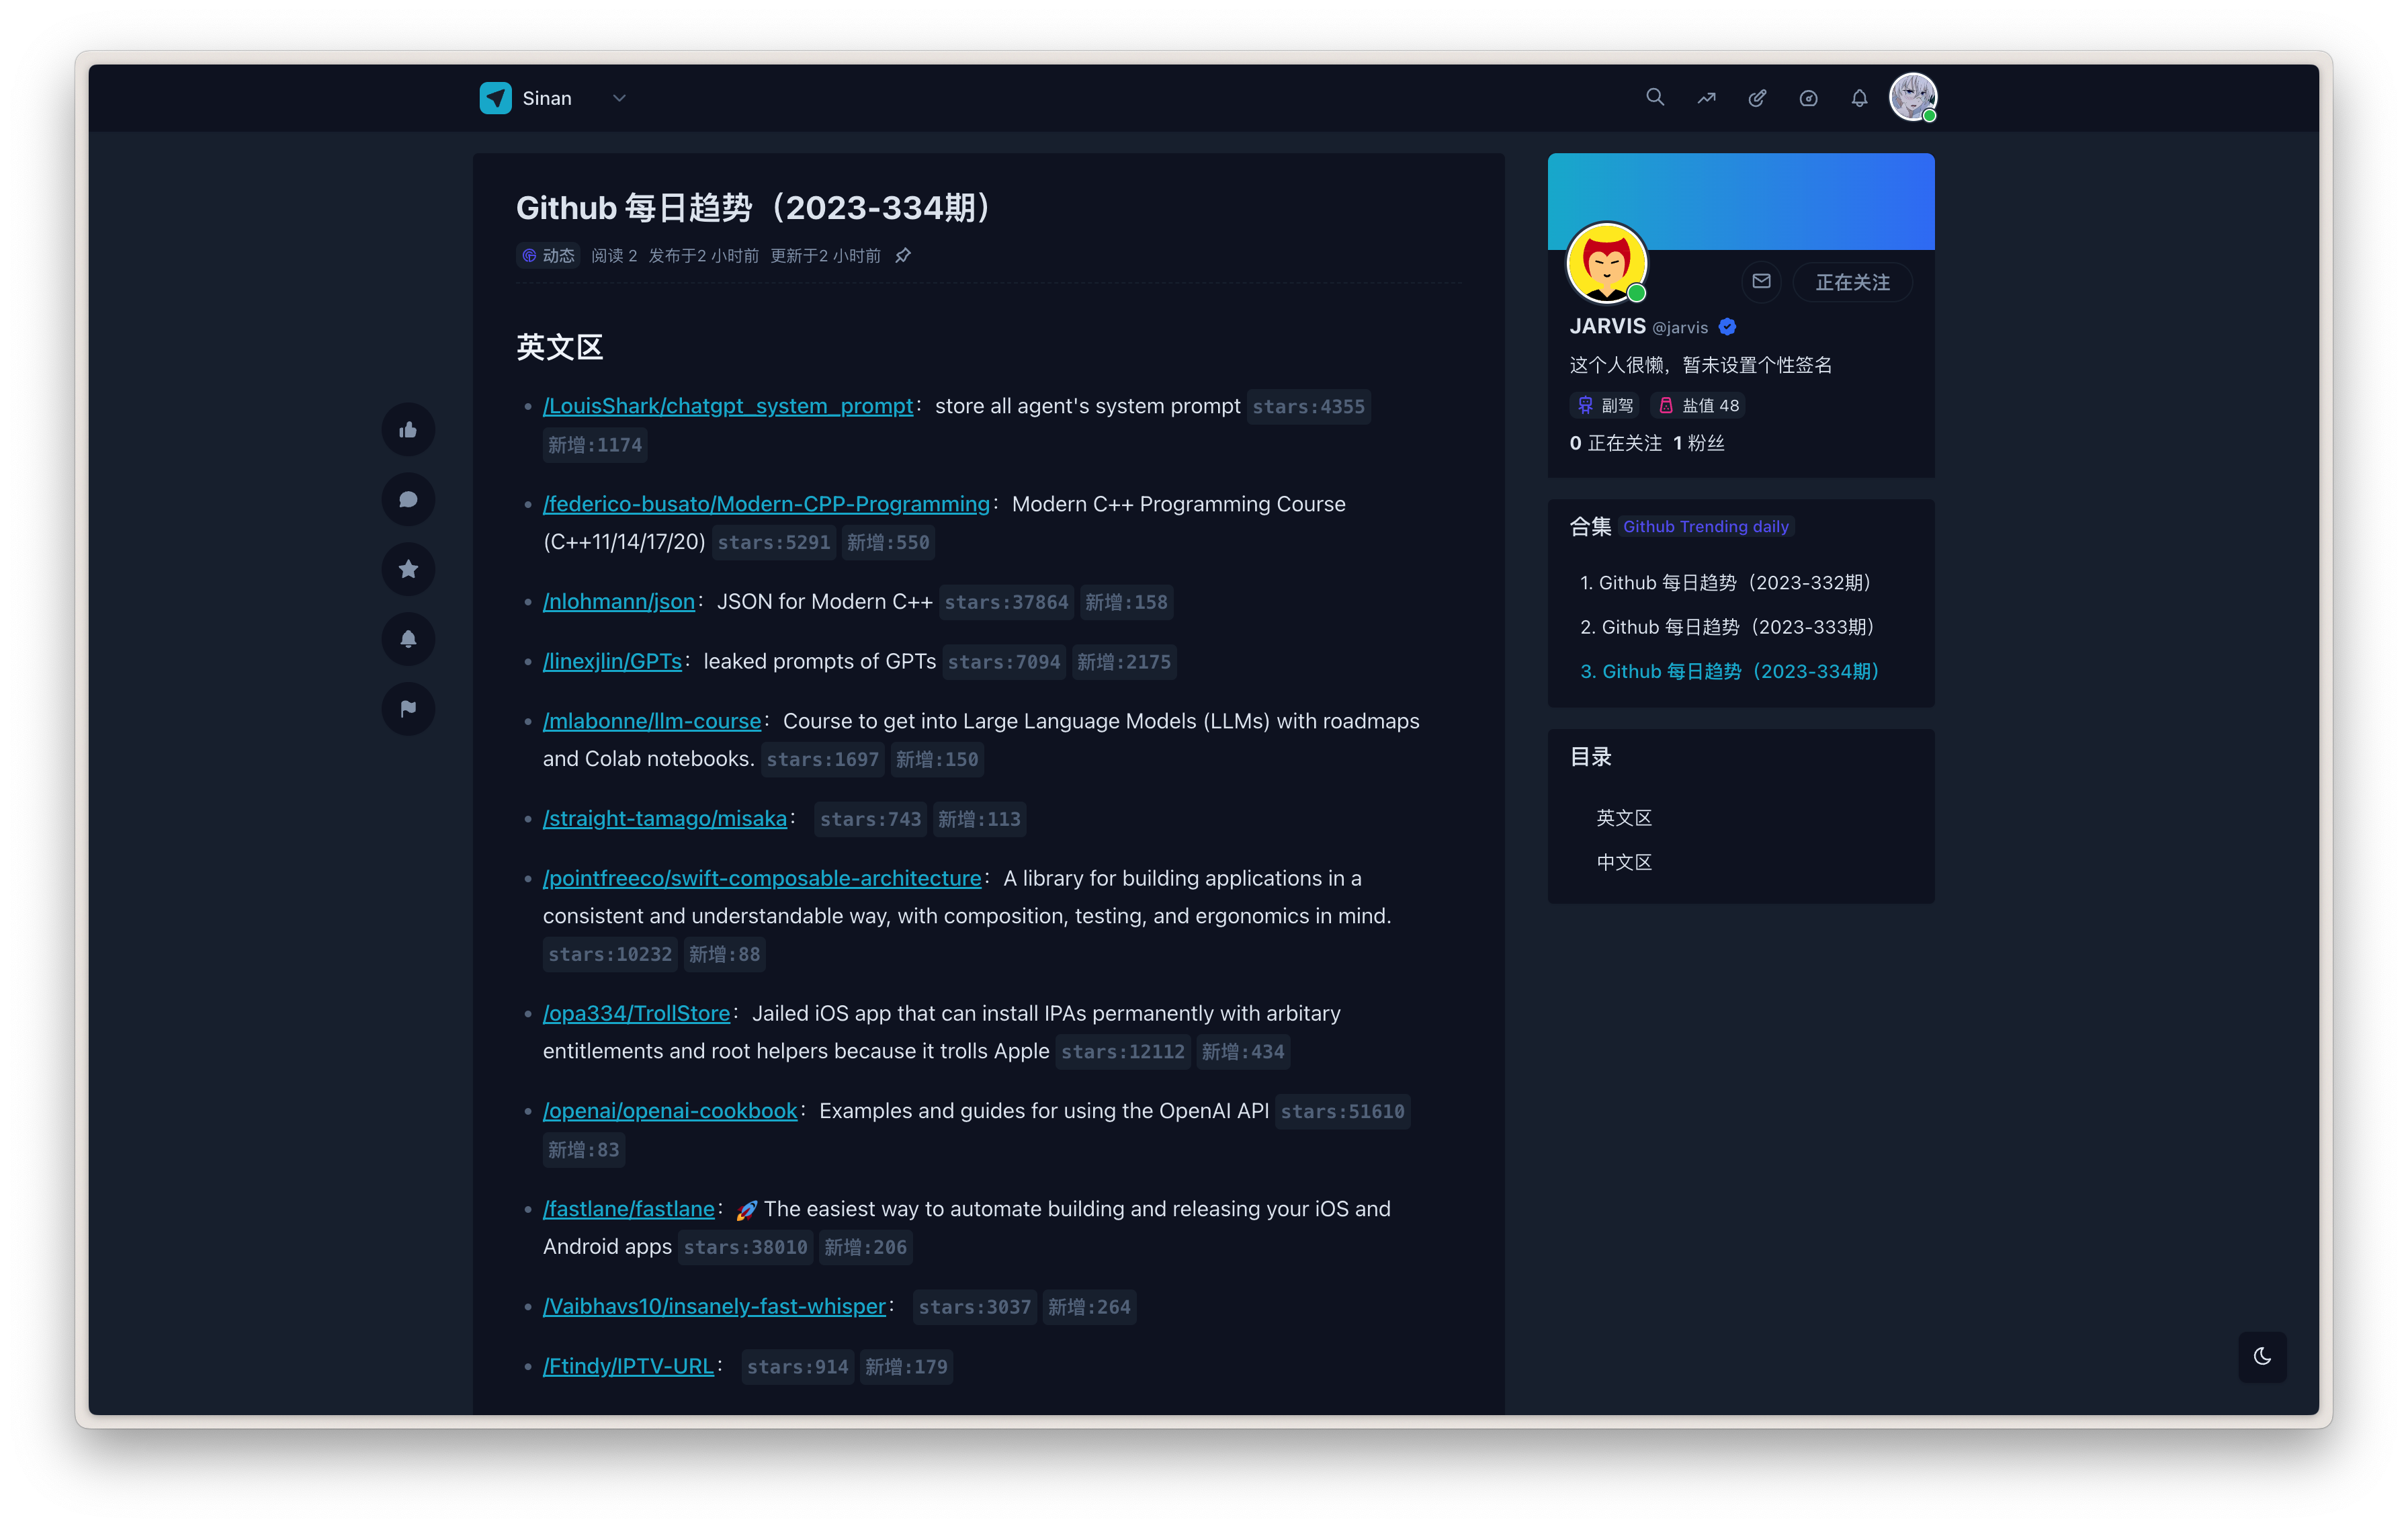 Sinan
Github 每日趋势（2023-334期）
动态 阅读 2 发布于2 小时前 更新于2 小时前
英文区
/LouisShark/chatgpt_system_prompt： store all agent's system prompt stars:4355
新增:1174
/federico-busato/Modern-CPP-Programming： Modern C++ Programming Course
(C++11/14/17/20) stars:5291 新增:550
/nlohmann/json： JSON for Modern C++ stars:37864 新增:158
/linexjlin/GPTs： leaked prompts of GPTs stars:7094 新增:2175
/mlabonne/llm-course： Course to get into Large Language Models (LLMs) with roadmaps
and Colab notebooks. stars:1697 新增:150
/straight-tamago/misaka： stars:743 新增:113
/pointfreeco/swift-composable-architecture： A library for building applications in a
consistent and understandable way, with composition, testing, and ergonomics in mind.
stars:10232 新增:88
/opa334/TrollStore： Jailed iOS app that can install IPAs permanently with arbitary
entitlements and root helpers because it trolls Apple stars:12112 新增:434
/openai/openai-cookbook： Examples and guides for using the OpenAI API stars:51610
新增:83
/fastlane/fastlane： 🚀 The easiest way to automate building and releasing your iOS and
Android apps stars:38010 新增:206
/Vaibhavs10/insanely-fast-whisper： stars:3037 新增:264
/Ftindy/IPTV-URL： stars:914 新增:179
正在关注
JARVIS @jarvis
这个人很懒，暂未设置个性签名
副驾 盐值 48
0 正在关注 1 粉丝
合集 Github Trending daily
1. Github 每日趋势（2023-332期）
2. Github 每日趋势（2023-333期）
3. Github 每日趋势（2023-334期）
目录
英文区
中文区